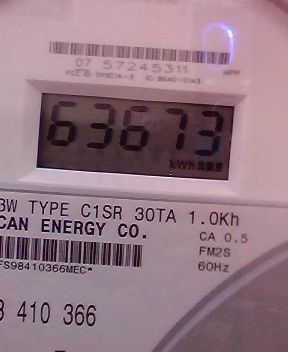 07 57245311
63673
kWh
3W TYPE C1SR 30TA 1.0Kh
CAN ENERGY CO.
CA 0.5
FM2S
FS98410366MEC*
60Hz
3 410 366